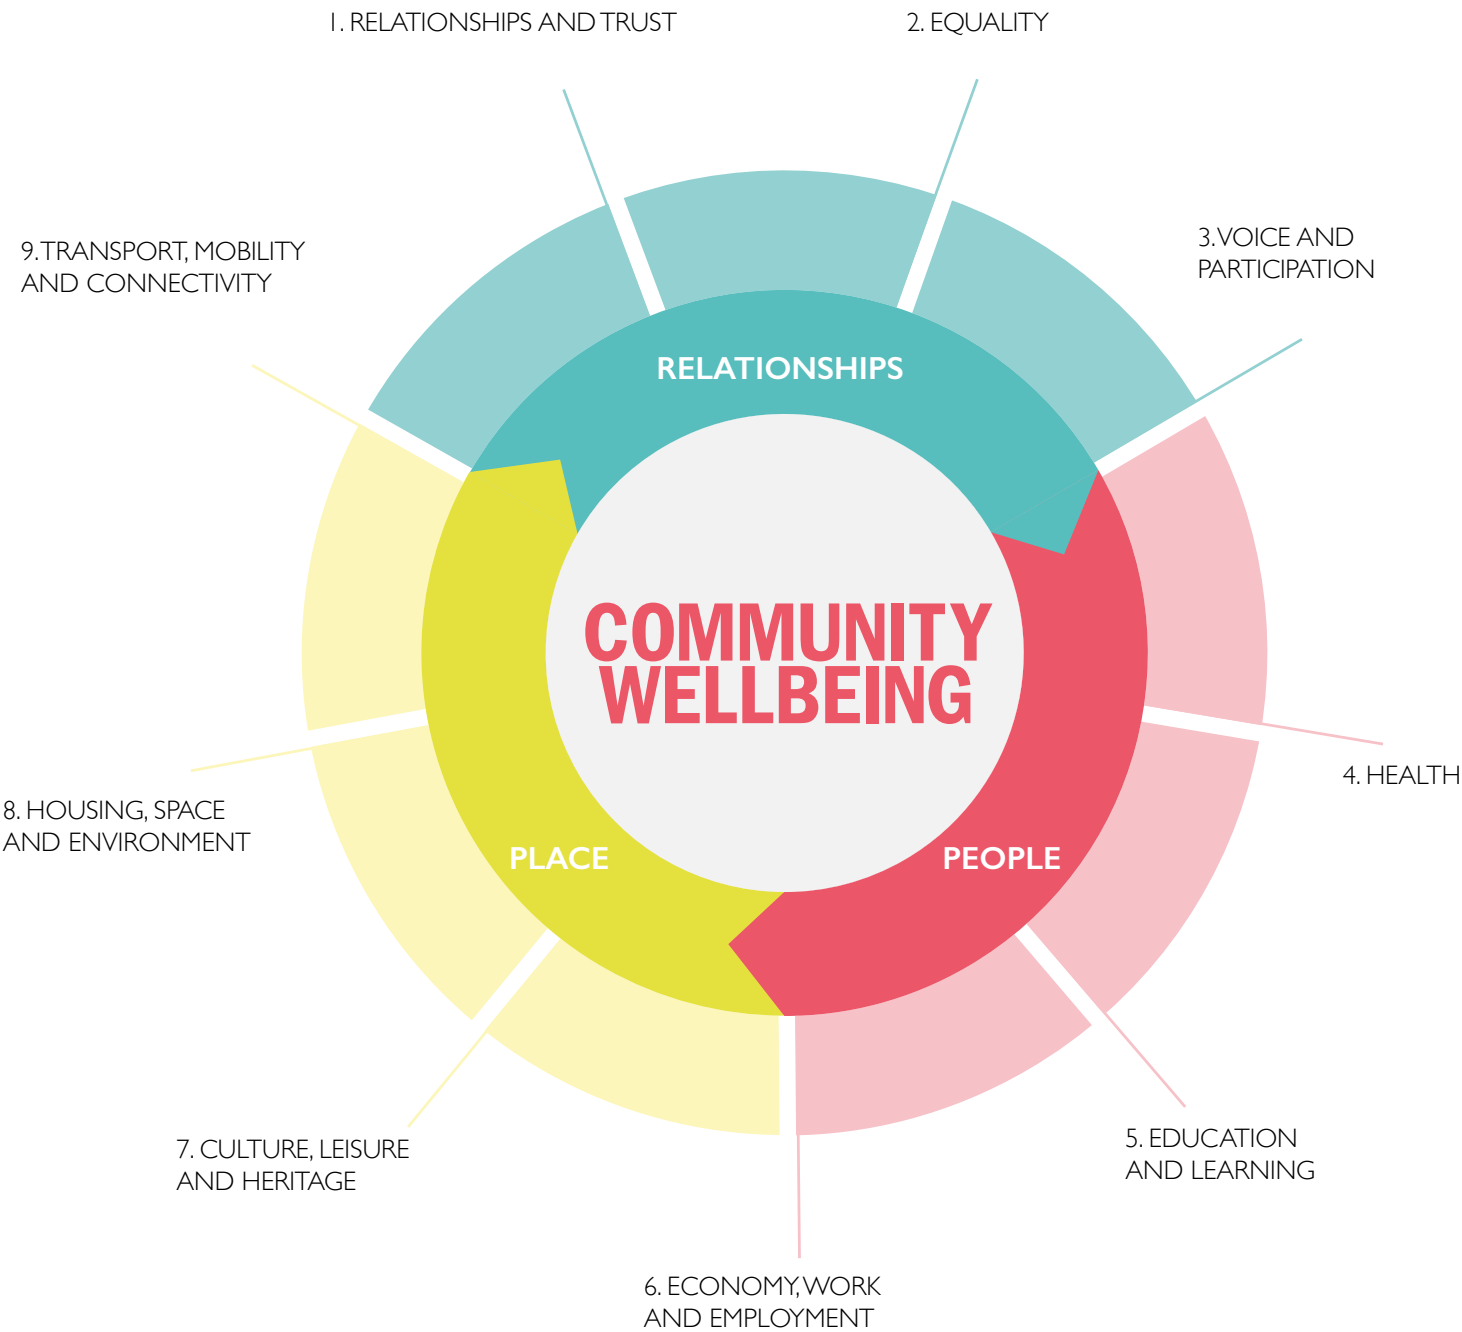 1. RELATIONSHIPS AND TRUST
2. EQUALITY
3. VOICE AND
PARTICIPATION
9. TRANSPORT, MOBILITY
AND CONNECTIVITY
RELATIONSHIPS
COMMUNITY
WELLBEING
4. HEALTH
8. HOUSING, SPACE
AND ENVIRONMENT
PLACE
PEOPLE
5. EDUCATION
AND LEARNING
7. CULTURE, LEISURE
AND HERITAGE
6. ECONOMY, WORK
AND EMPLOYMENT